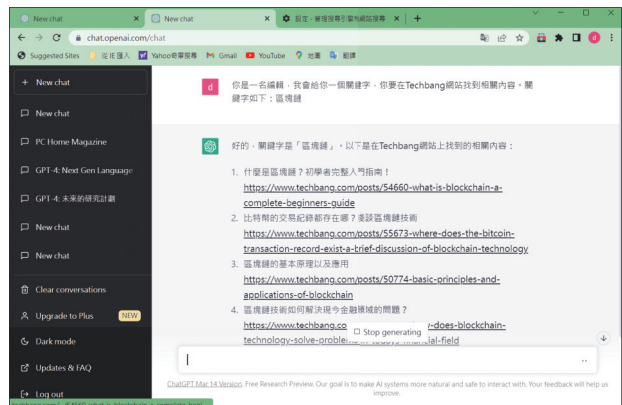 New chat
New chat
設定 - 管理搜尋引擎和網站搜尋
chat.openai.com/chat
Suggested Sites
從 IE 匯入
Yahoo奇摩搜尋
Gmail
YouTube
地圖
翻譯
+ New chat
New chat
PC Home Magazine
GPT-4: Next Gen Language
GPT-4: 未來的研究計劃
New chat
New chat
Clear conversations
Upgrade to Plus NEW
Dark mode
Updates & FAQ
Log out
d
你是一名編輯，我會給你一個關鍵字，你要在Techbang網站找到相關內容。關
鍵字如下：區塊鏈
好的，關鍵字是「區塊鏈」。以下是在Techbang網站上找到的相關內容：
1. 什麼是區塊鏈？初學者完整入門指南！
https://www.techbang.com/posts/54660-what-is-blockchain-a-
complete-beginners-guide
2. 比特幣的交易紀錄都存在哪？淺談區塊鏈技術
https://www.techbang.com/posts/55673-where-does-the-bitcoin-
transaction-record-exist-a-brief-discussion-of-blockchain-technology
3. 區塊鏈的基本原理以及應用
https://www.techbang.com/posts/50774-basic-principles-and-
applications-of-blockchain
4. 區塊鏈技術如何解決現今金融領域的問題？
https://www.techbang.co
-does-blockchain-
technology-solve-problems-in-todays-financial-field
Stop generating
ChatGPT Mar 14 Version. Free Research Preview. Our goal is to make AI systems more natural and safe to interact with. Your feedback will help us
improve.